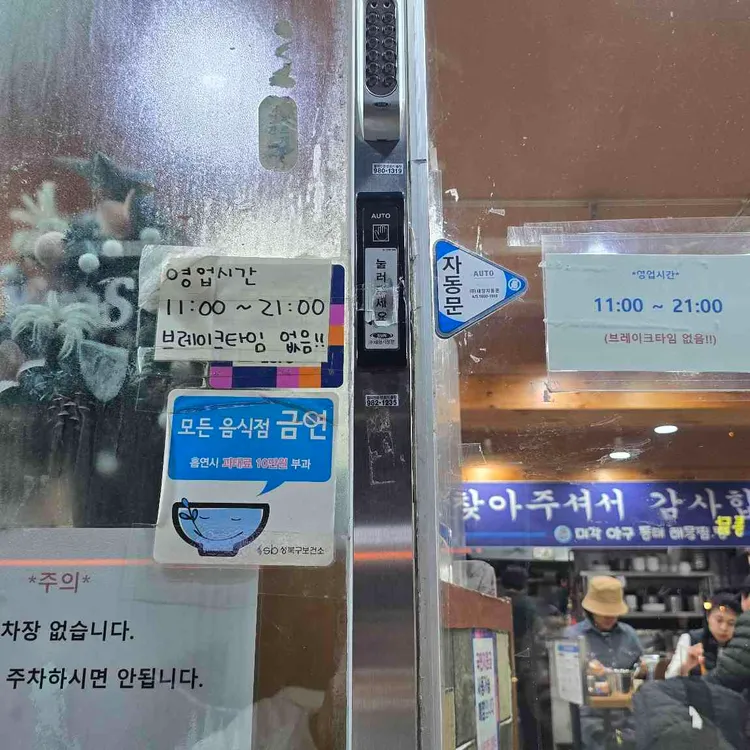 영업시간
11:00 ~ 21:00
브레이크타임 없음!!
모든 음식점 금연
흡연시 과태료 10만원 부과
성북구보건소
*주의*
차장 없습니다.
주차하시면 안됩니다.
980-1319
AUTO
눌러 세요
982-1235
자동문
AUTO
*영업시간*
11:00 ~ 21:00
(브레이크타임 없음!!)
찾아주셔서 감사합